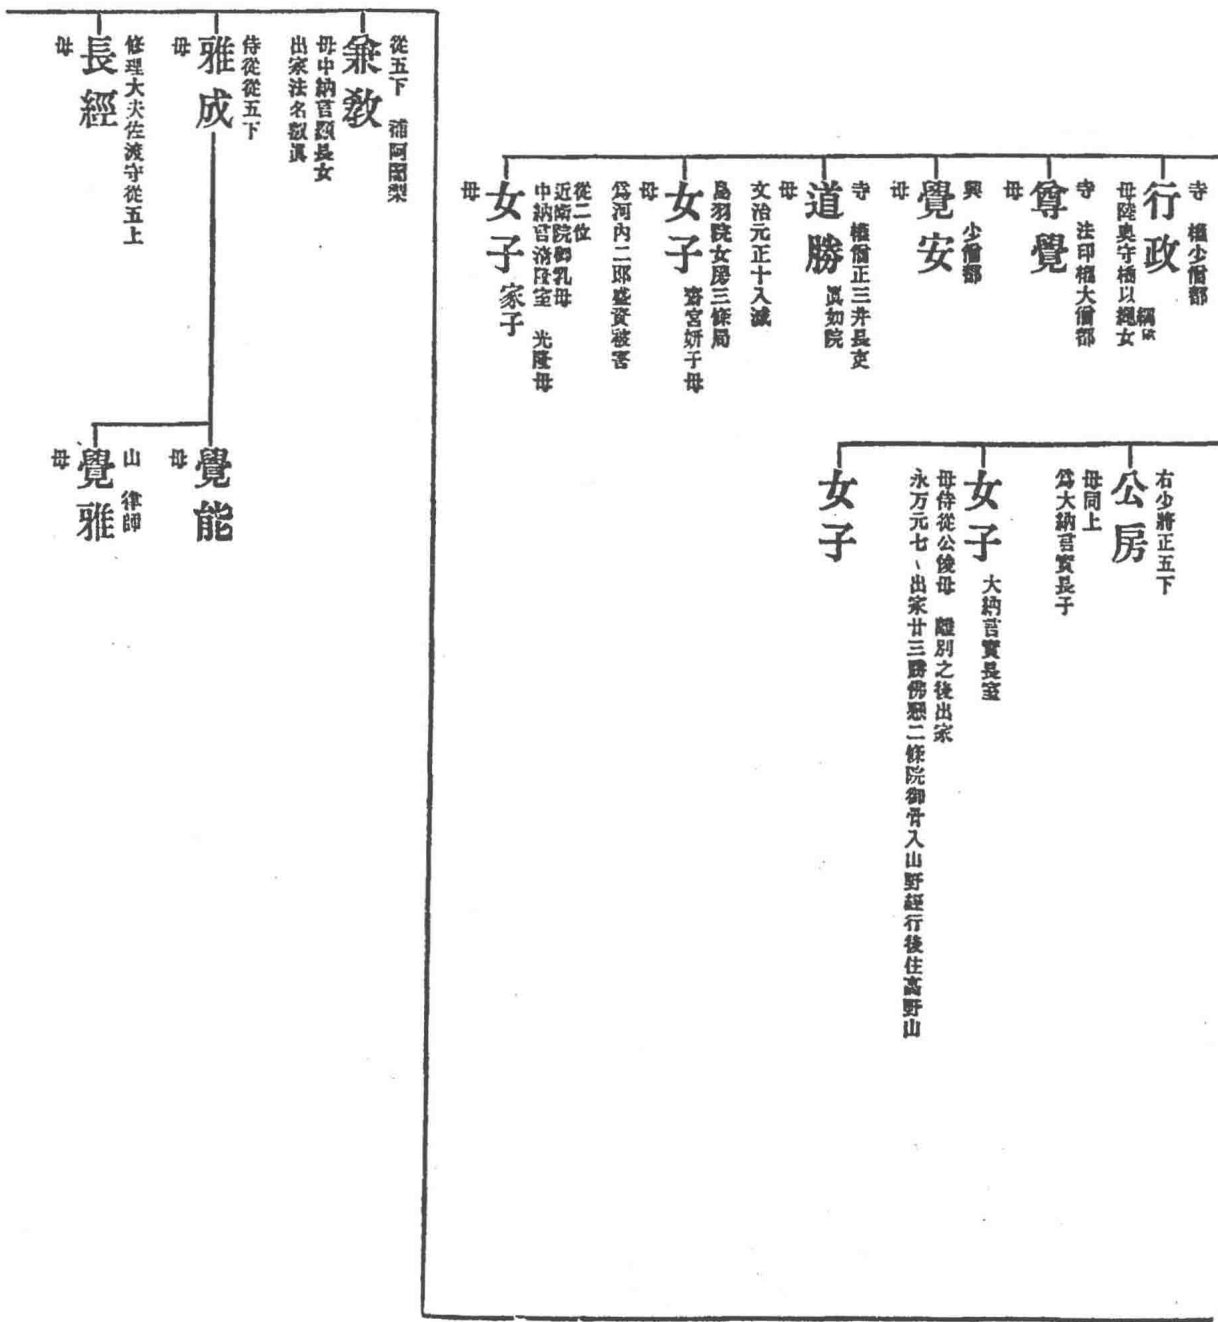 寺 權少僧都
行政
母陸奧守橘以綱女
寺 法印權大僧都
尊覺
母
興 少僧都
覺安
母
寺 權僧正三井長吏
道勝 眞如院
母
文治元正十入滅
鳥羽院女房三條局
女子 齋宮妍子母
母
爲河内二郎盛資被害
從二位
近衛院御乳母
中納言清隆室 光隆母
女子 家子
母
右少將正五下
公房
母同上
爲大納言實長子
女子 大納言實長室
母侍從公俊母 離別之後出家
永万元七、出家廿三勝佛懸二條院御骨入山野經行後住高野山
女子
從五下 浦阿闍梨
兼教
母中納言顯長女
出家法名叡眞
侍從從五下
雅成
母
修理大夫佐渡守從五上
長經
母
覺能
母
山 律師
覺雅
母